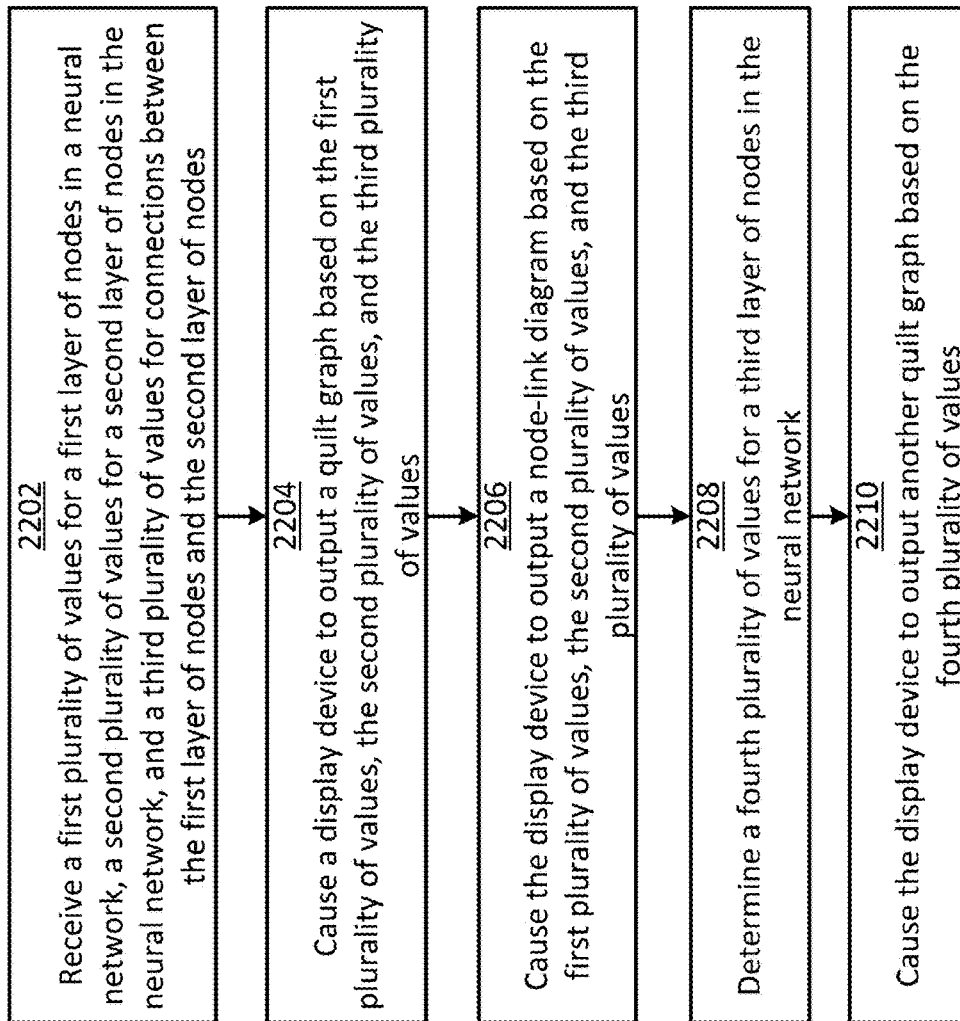 2202
Receive a first plurality of values for a first layer of nodes in a neural
network, a second plurality of values for a second layer of nodes in the
neural network, and a third plurality of values for connections between
the first layer of nodes and the second layer of nodes
2204
Cause a display device to output a quilt graph based on the first
plurality of values, the second plurality of values, and the third plurality
of values
2206
Cause the display device to output a node-link diagram based on the
first plurality of values, the second plurality of values, and the third
plurality of values
2208
Determine a fourth plurality of values for a third layer of nodes in the
neural network
2210
Cause the display device to output another quilt graph based on the
fourth plurality of values